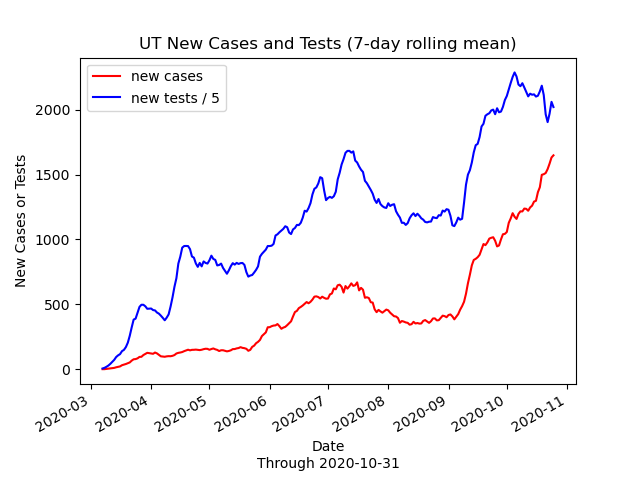 UT New Cases and Tests (7-day rolling mean)
new cases
new tests / 5
New Cases or Tests
2000
1500
1000
500
0
2020-03
2020-04
2020-05
2020-06
2020-07
2020-08
2020-09
2020-10
2020-11
Date
Through 2020-10-31